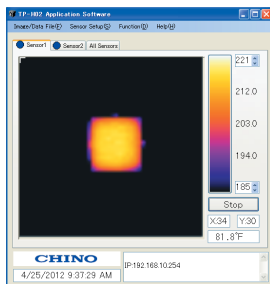 TP-H02 Application Software
Image/Data File(F) Sensor Setup(S) Function(D) Help(H)
Sensor1 Sensor2 All Sensors
221
212.0
203.0
194.0
185
Stop
X:34 Y:30
81.8°F
CHINO
IP:192.168.10.254
4/25/2012 9:37:29 AM